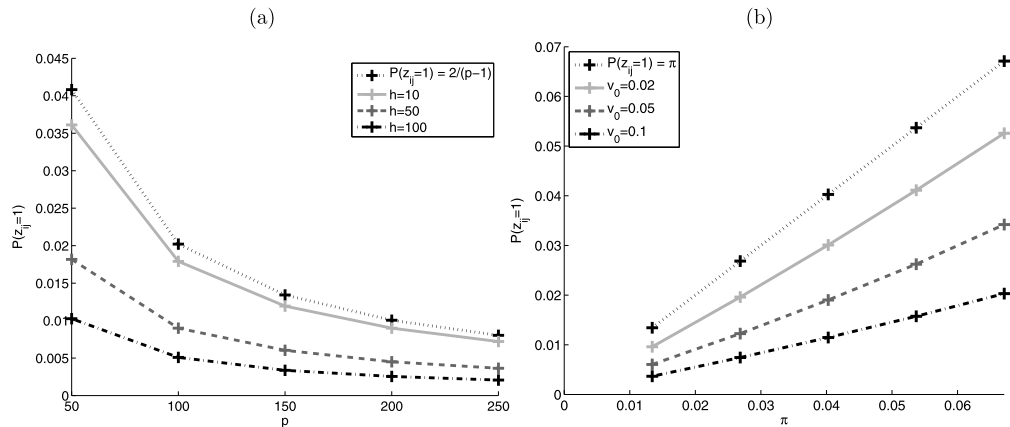 (a)
0.045
0.04
0.035
0.03
0.025
0.02
0.015
0.01
0.005
0
50
100
150
200
250
p
P(z_ij=1)
P(z_ij=1) = 2/(p−1)
h=10
h=50
h=100
(b)
0.07
0.06
0.05
0.04
0.03
0.02
0.01
0
0
0.01
0.02
0.03
0.04
0.05
0.06
π
P(z_ij=1)
P(z_ij=1) = π
v_0=0.02
v_0=0.05
v_0=0.1